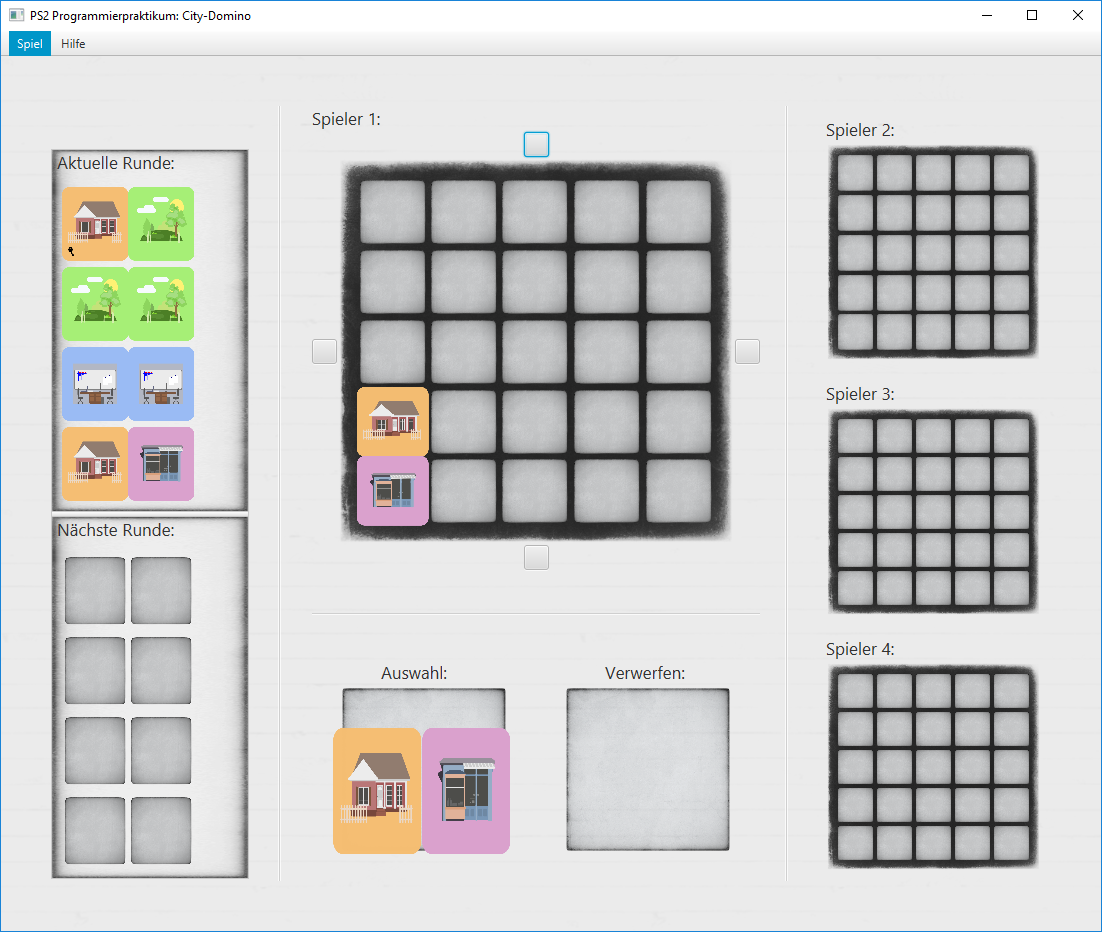 PS2 Programmierpraktikum: City-Domino
Spiel Hilfe
Aktuelle Runde:
Nächste Runde:
Spieler 1:
Auswahl:
Verwerfen:
Spieler 2:
Spieler 3:
Spieler 4: